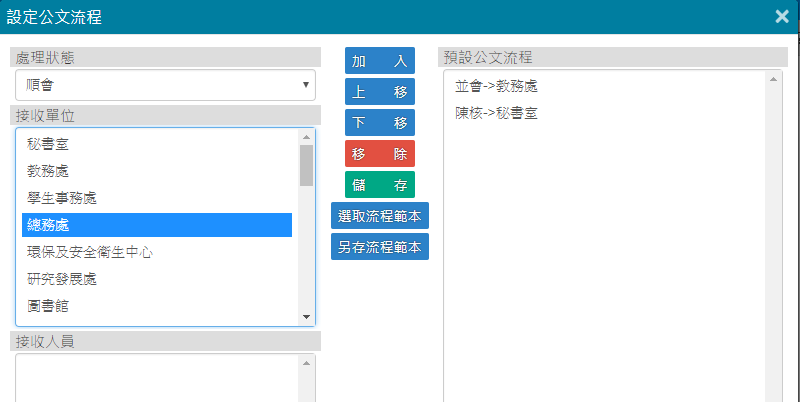 設定公文流程
處理狀態
順會
接收單位
秘書室
教務處
學生事務處
總務處
環保及安全衛生中心
研究發展處
圖書館
接收人員
加 入
上 移
下 移
移 除
儲 存
選取流程範本
另存流程範本
預設公文流程
並會->教務處
陳核->秘書室